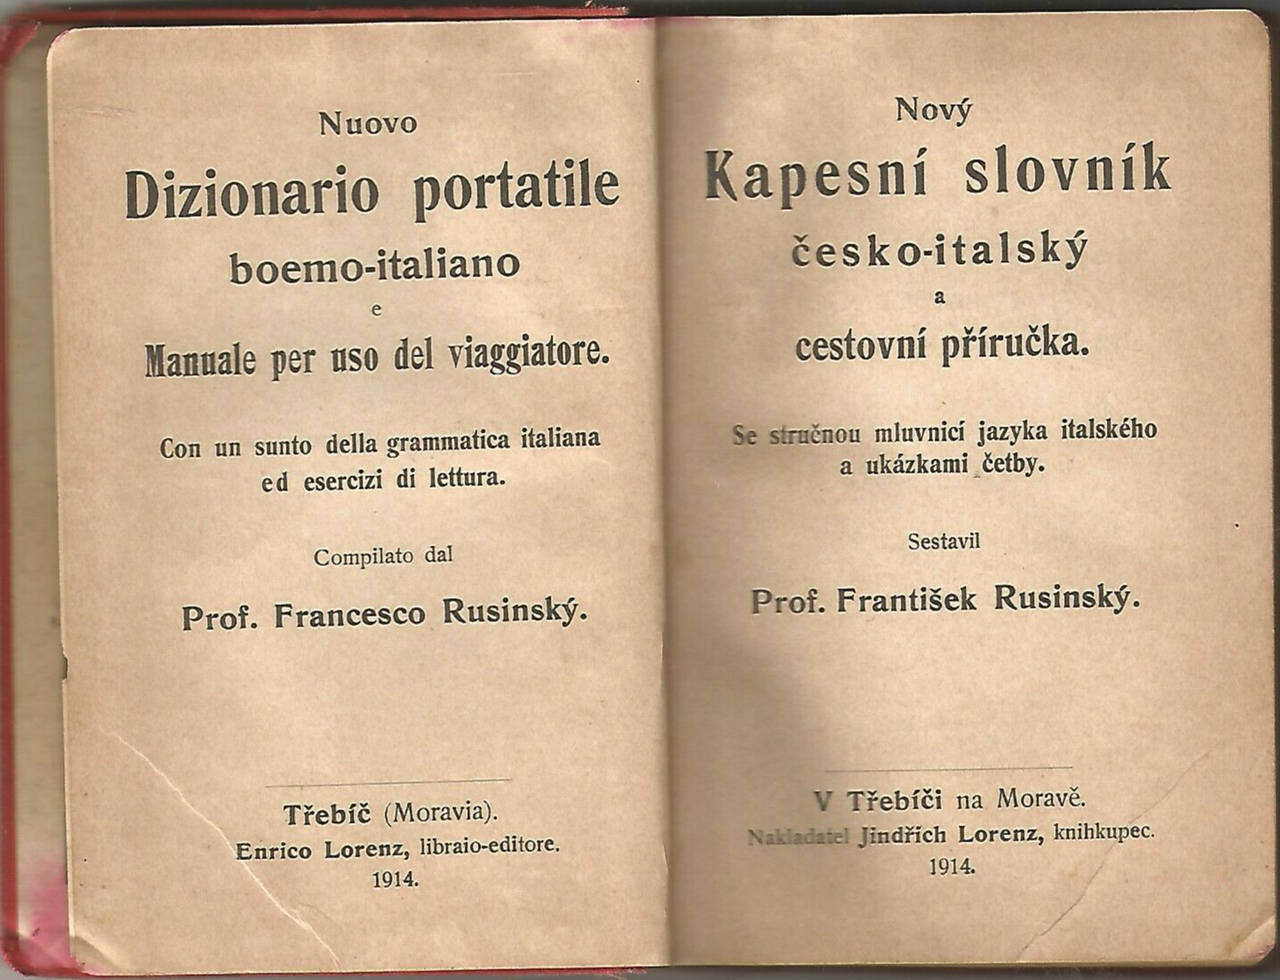 Nuovo
Dizionario portatile
boemo-italiano
e
Manuale per uso del viaggiatore.
Con un sunto della grammatica italiana
ed esercizi di lettura.
Compilato dal
Prof. Francesco Rusinský.
Třebíč (Moravia).
Enrico Lorenz, libraio-editore.
1914.
Nový
Kapesní slovník
česko-italský
a
cestovní příručka.
Se stručnou mluvnicí jazyka italského
a ukázkami četby.
Sestavil
Prof. František Rusinský.
V Třebíči na Moravě.
Nakladatel Jindřich Lorenz, knihkupec.
1914.